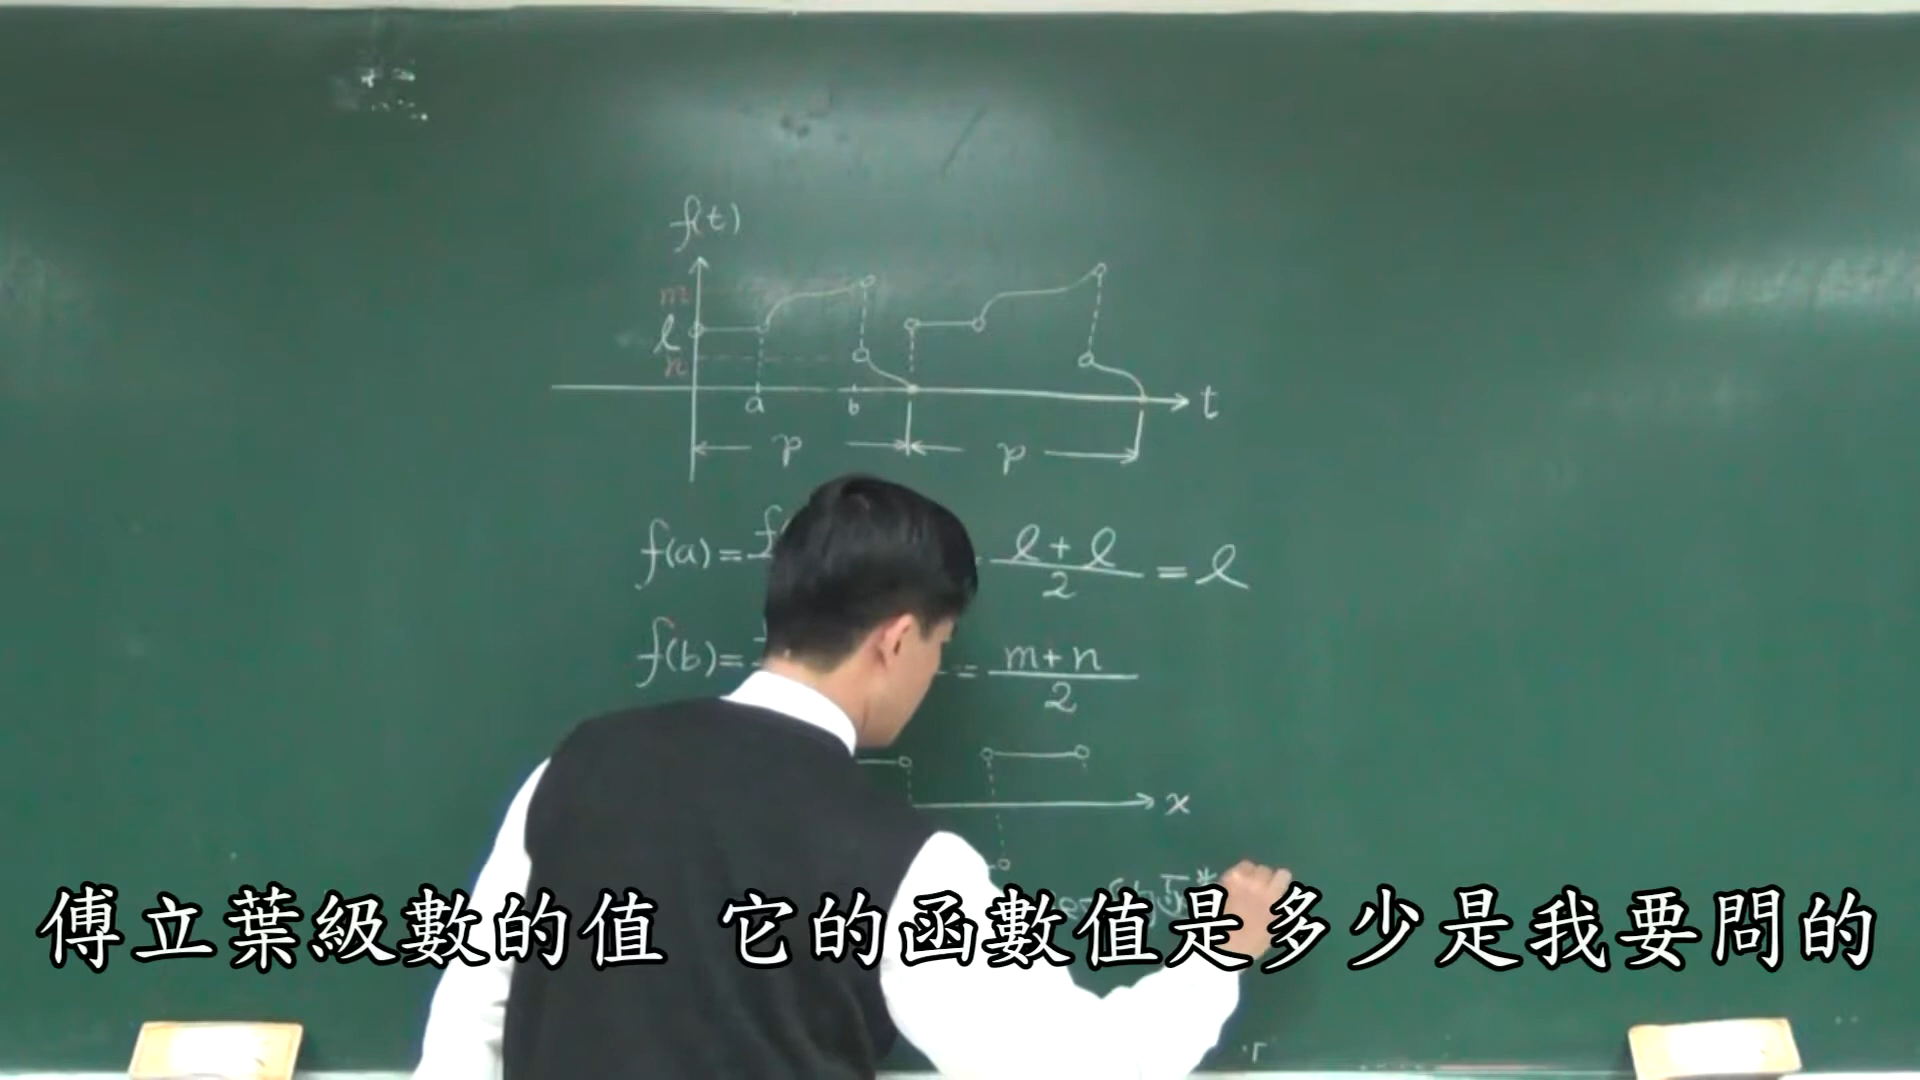 f(t)
m
l
n
a b t
p p
f(a)= = l+l/2 = l
f(b)= = m+n/2
x
傅立葉級數的值 它的函數值是多少是我要問的